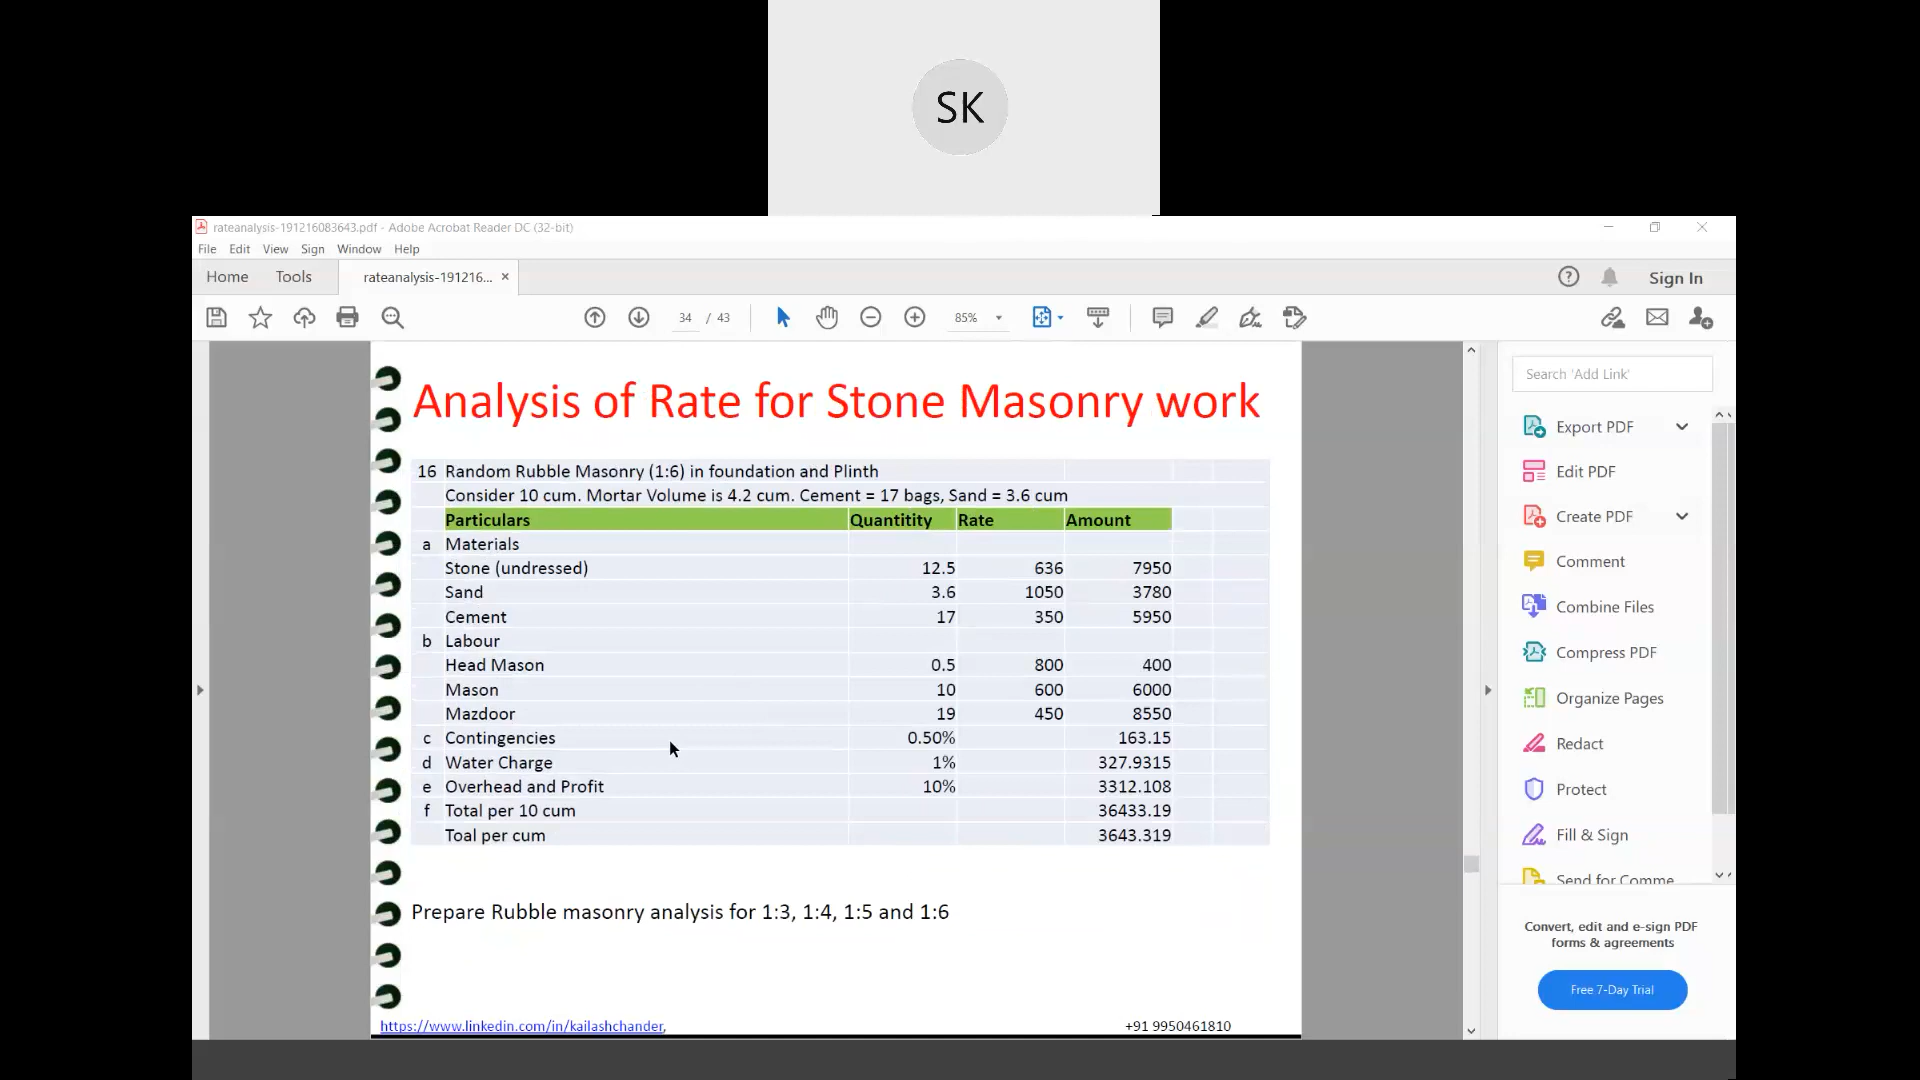 SK
rateanalysis-191216083643.pdf - Adobe Acrobat Reader DC (32-bit)
File Edit View Sign Window Help
Home Tools rateanalysis-191216... × Sign In
34 / 43 85%
Search 'Add Link'
Export PDF
Edit PDF
Create PDF
Comment
Combine Files
Compress PDF
Organize Pages
Redact
Protect
Fill & Sign
Send for Comme
Convert, edit and e-sign PDF
forms & agreements
Free 7-Day Trial
Analysis of Rate for Stone Masonry work
16 Random Rubble Masonry (1:6) in foundation and Plinth
Consider 10 cum. Mortar Volume is 4.2 cum. Cement = 17 bags, Sand = 3.6 cum
Particulars Quantitity Rate Amount
a Materials
Stone (undressed) 12.5 636 7950
Sand 3.6 1050 3780
Cement 17 350 5950
b Labour
Head Mason 0.5 800 400
Mason 10 600 6000
Mazdoor 19 450 8550
c Contingencies 0.50% 163.15
d Water Charge 1% 327.9315
e Overhead and Profit 10% 3312.108
f Total per 10 cum 36433.19
Toal per cum 3643.319
Prepare Rubble masonry analysis for 1:3, 1:4, 1:5 and 1:6
https://www.linkedin.com/in/kailashchander, +91 9950461810